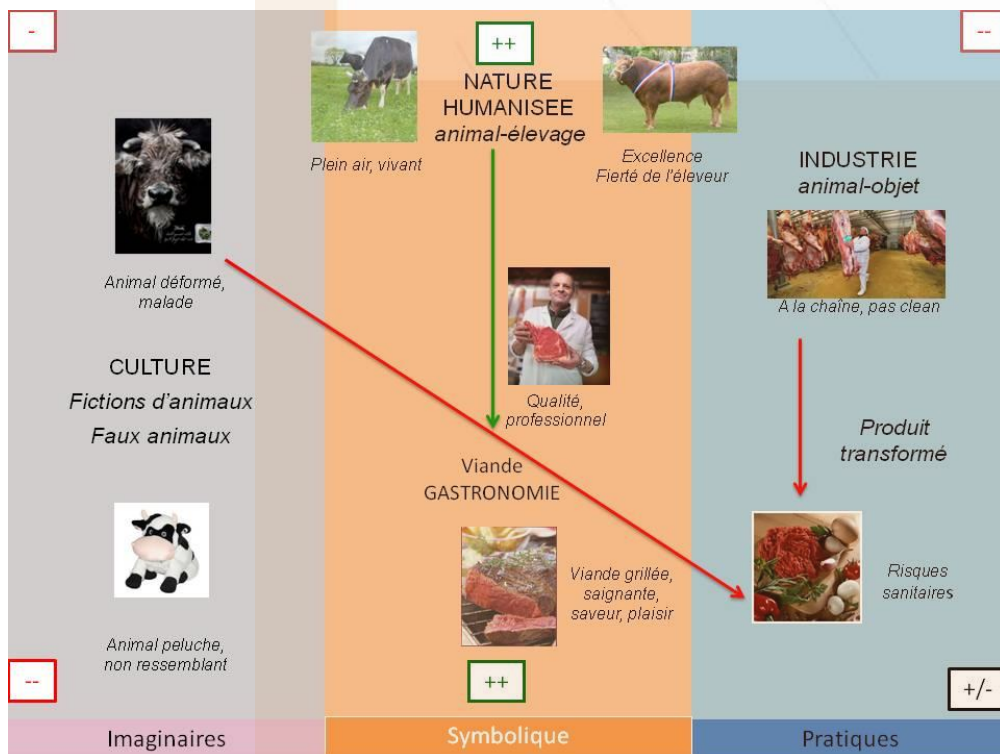 -
++
--
NATURE
HUMANISEE
animal-élevage
Plein air, vivant
Excellence
Fierté de l'éleveur
INDUSTRIE
animal-objet
Animal déformé,
malade
A la chaîne, pas clean
CULTURE
Fictions d'animaux
Faux animaux
Qualité,
professionnel
Produit
transformé
Viande
GASTRONOMIE
Viande grillée,
saignante,
saveur, plaisir
Risques
sanitaires
Animal peluche,
non ressemblant
--
++
+/-
Imaginaires
Symbolique
Pratiques